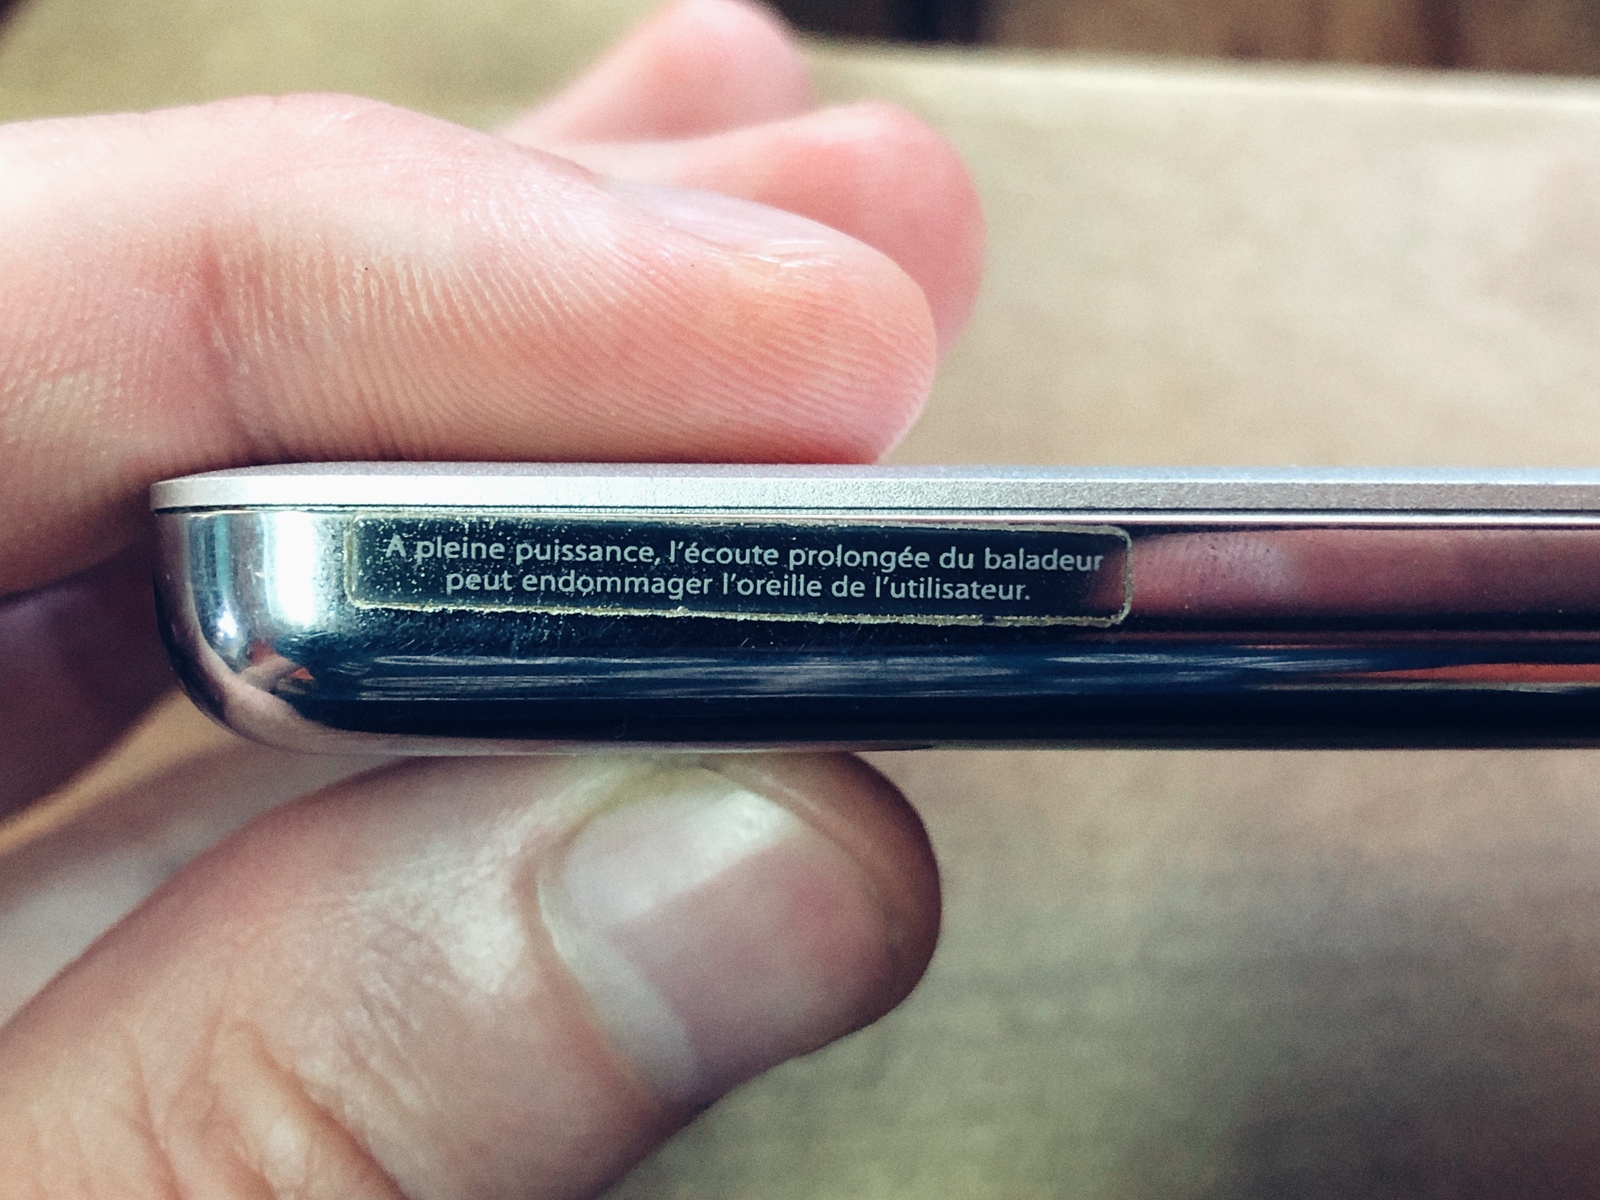 A pleine puissance, l'écoute prolongée du baladeur
peut endommager l'oreille de l'utilisateur.